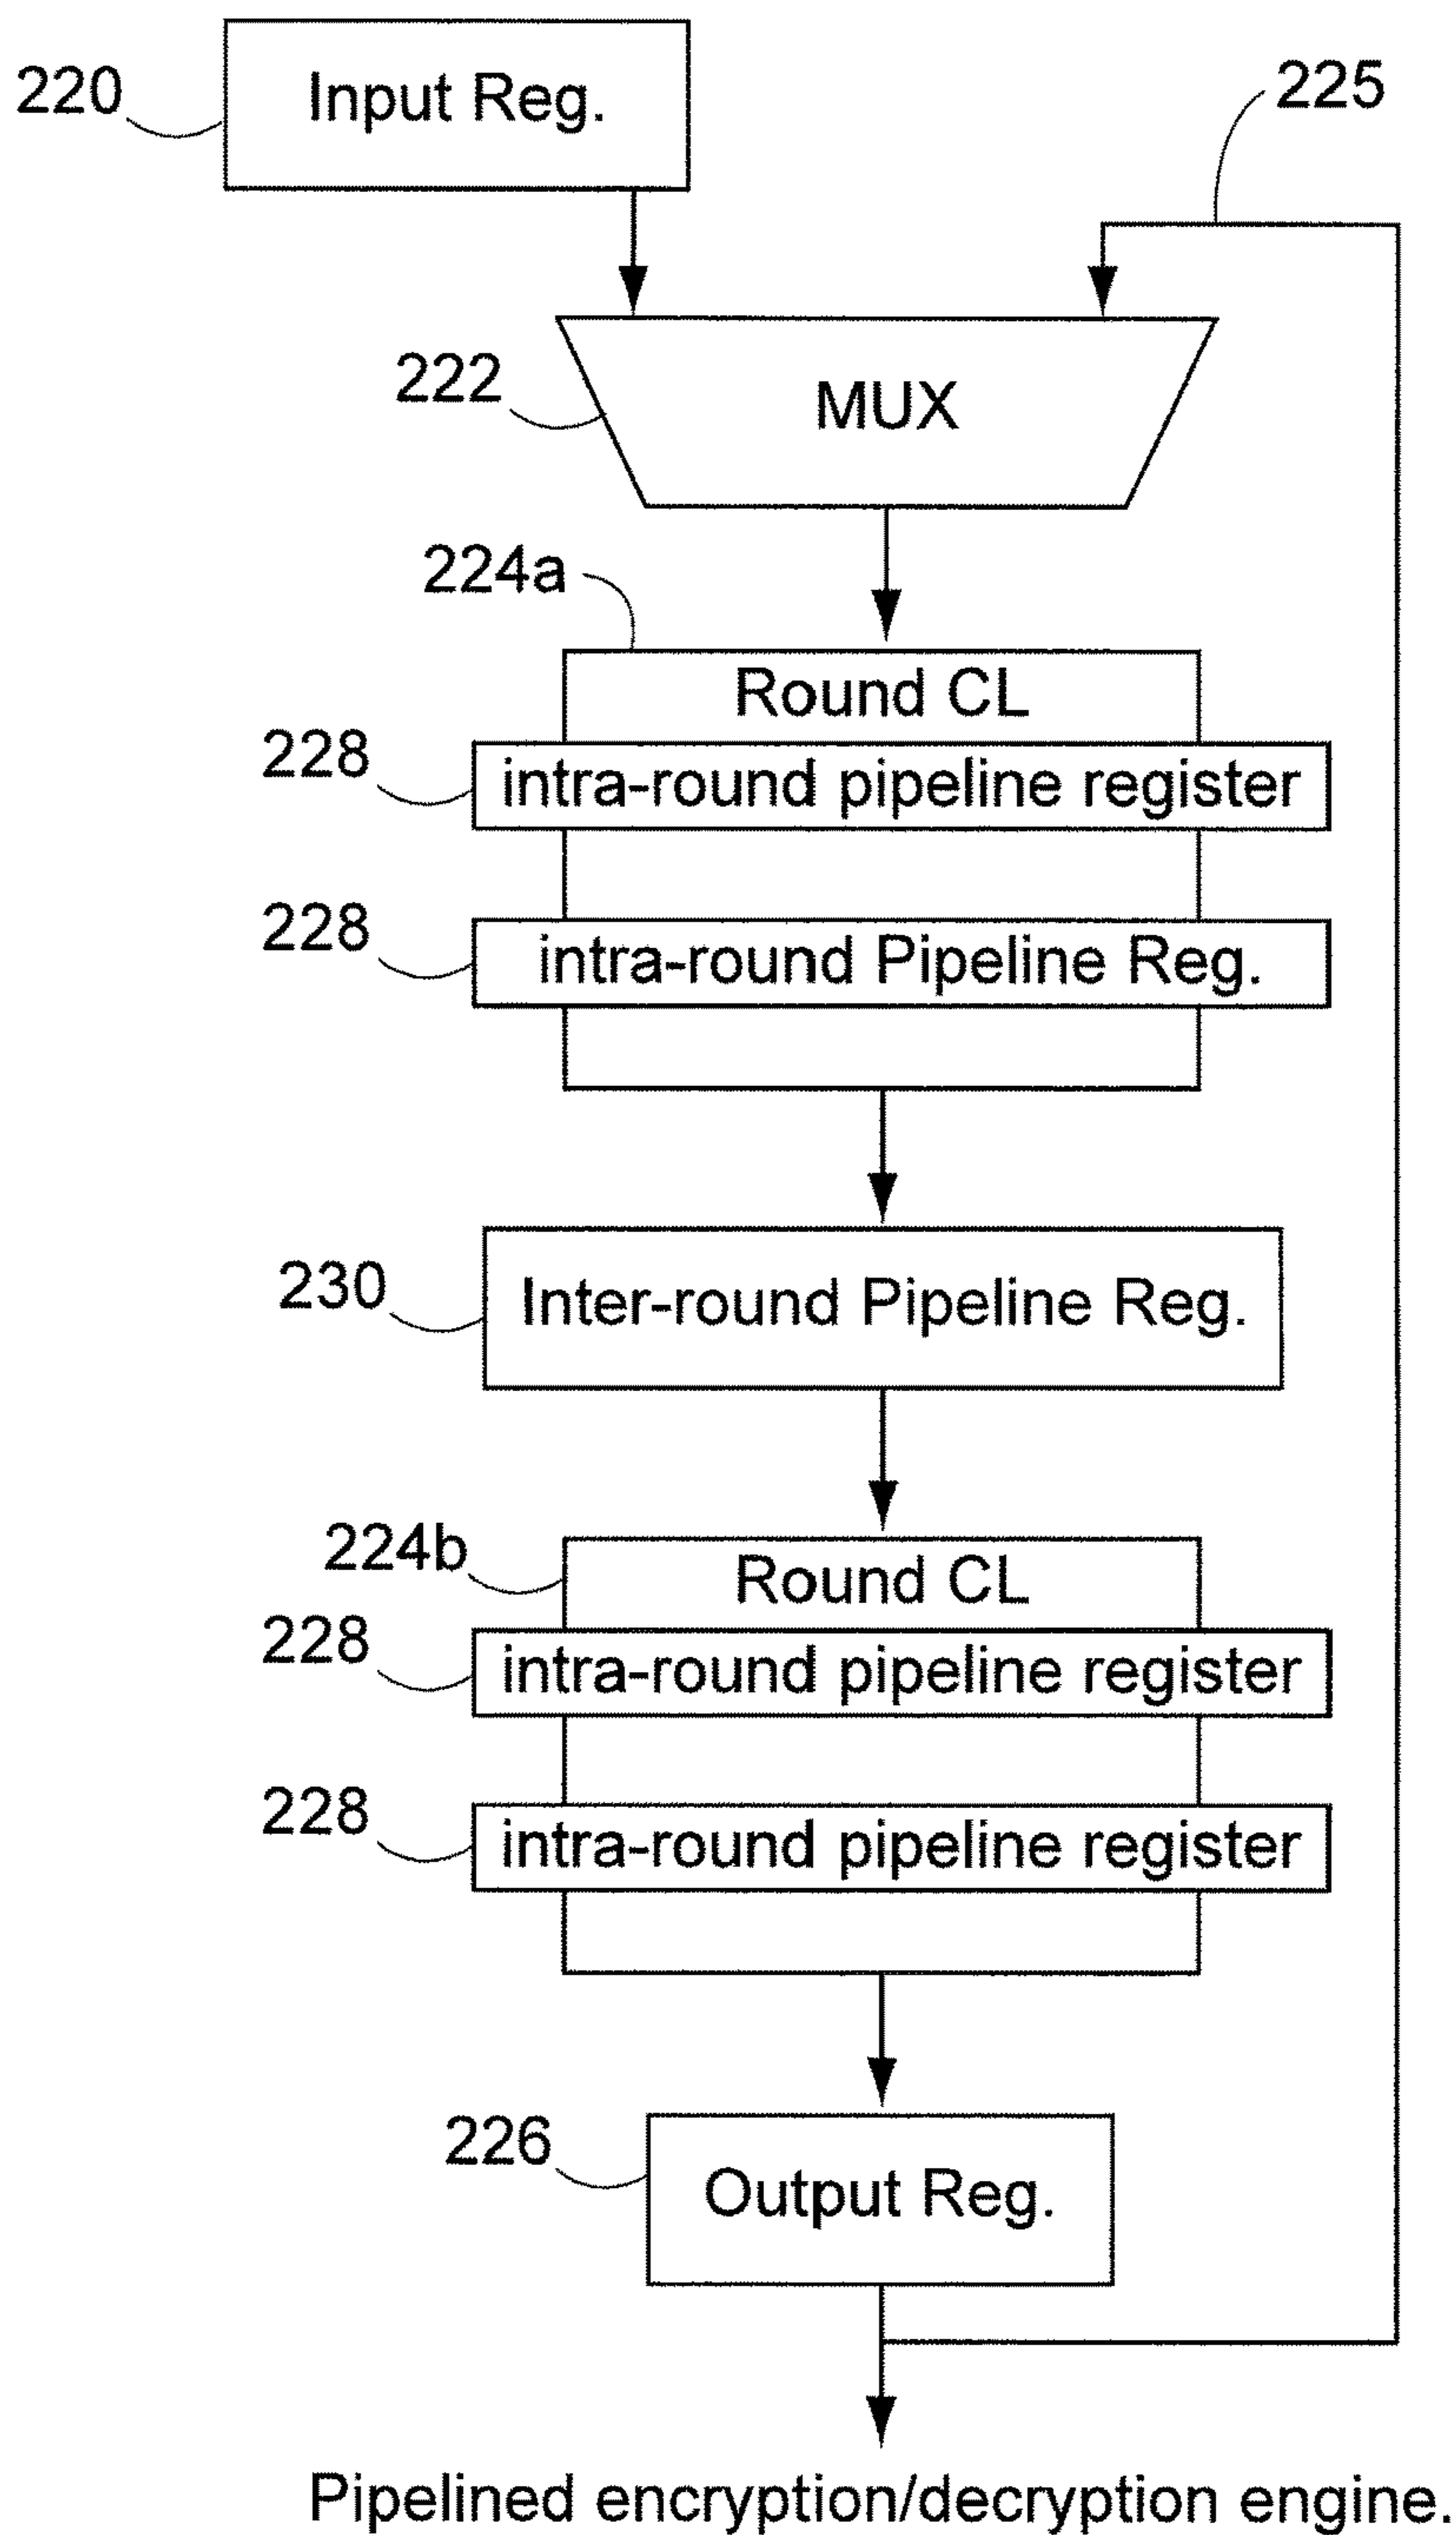 220
Input Reg.
225
222
MUX
224a
Round CL
228
intra-round pipeline register
228
intra-round Pipeline Reg.
230
Inter-round Pipeline Reg.
224b
Round CL
228
intra-round pipeline register
228
intra-round pipeline register
226
Output Reg.
Pipelined encryption/decryption engine.